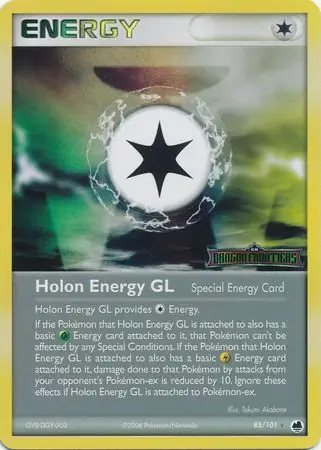 ENERGY
EX
DRAGON FRONTIERS
Holon Energy GL Special Energy Card
Holon Energy GL provides Energy.
If the Pokémon that Holon Energy GL is attached to also has a
basic Energy card attached to it, that Pokémon can't be
affected by any Special Conditions. If the Pokémon that Holon
Energy GL is attached to also has a basic Energy card
attached to it, damage done to that Pokémon by attacks from
your opponent's Pokémon-ex is reduced by 10. Ignore these
effects if Holon Energy GL is attached to Pokémon-ex.
Illus. Takumi Akabane
©2006 Pokémon/Nintendo 85/101